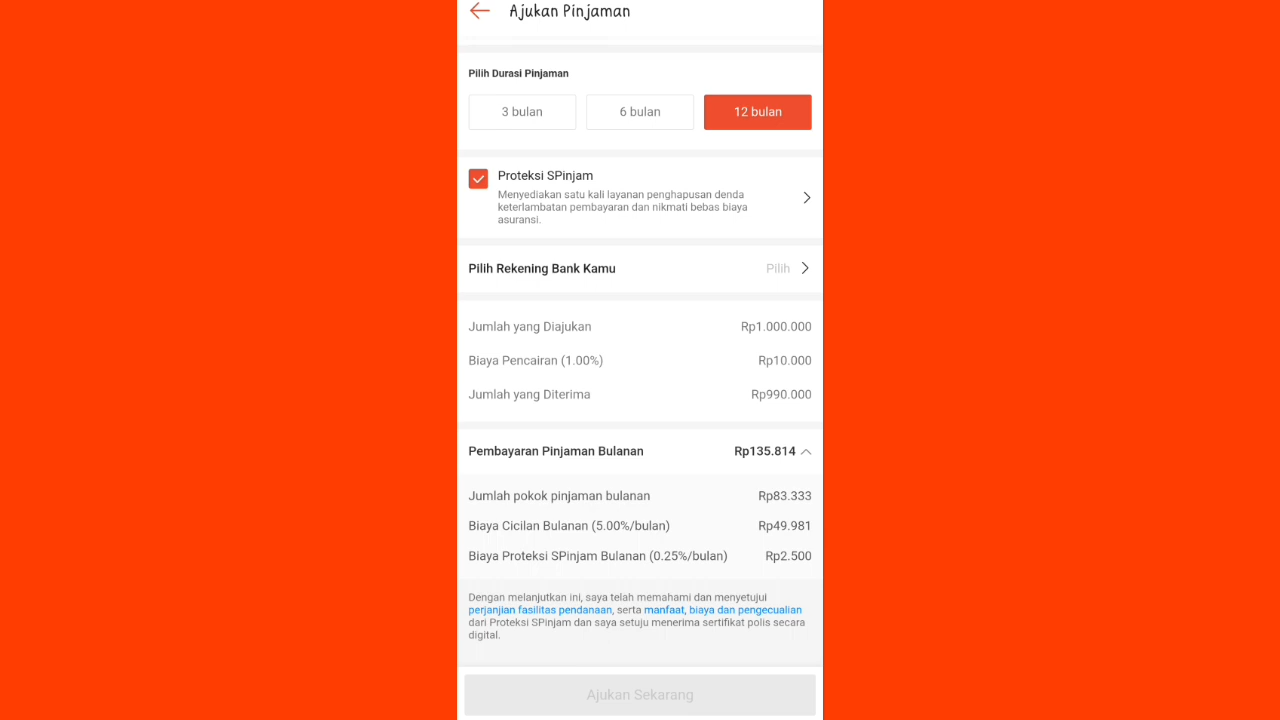 Ajukan Pinjaman
Pilih Durasi Pinjaman
3 bulan
6 bulan
12 bulan
Proteksi SPinjam
Menyediakan satu kali layanan penghapusan denda
keterlambatan pembayaran dan nikmati bebas biaya
asuransi.
Pilih Rekening Bank Kamu Pilih
Jumlah yang Diajukan Rp1.000.000
Biaya Pencairan (1.00%) Rp10.000
Jumlah yang Diterima Rp990.000
Pembayaran Pinjaman Bulanan Rp135.814
Jumlah pokok pinjaman bulanan Rp83.333
Biaya Cicilan Bulanan (5.00%/bulan) Rp49.981
Biaya Proteksi SPinjam Bulanan (0.25%/bulan) Rp2.500
Dengan melanjutkan ini, saya telah memahami dan menyetujui
perjanjian fasilitas pendanaan, serta manfaat, biaya dan pengecualian
dari Proteksi SPinjam dan saya setuju menerima sertifikat polis secara
digital.
Ajukan Sekarang